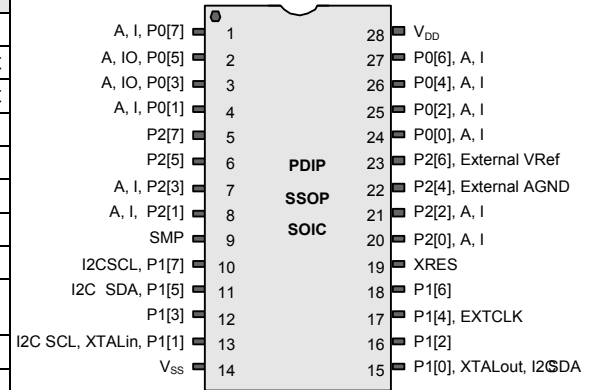 A, I, P0[7] 1 28 VDD
A, IO, P0[5] 2 27 P0[6], A, I
A, IO, P0[3] 3 26 P0[4], A, I
A, I, P0[1] 4 25 P0[2], A, I
P2[7] 5 24 P0[0], A, I
P2[5] 6 PDIP 23 P2[6], External VRef
A, I, P2[3] 7 SSOP 22 P2[4], External AGND
A, I, P2[1] 8 SOIC 21 P2[2], A, I
SMP 9 20 P2[0], A, I
I2CSCL, P1[7] 10 19 XRES
I2C SDA, P1[5] 11 18 P1[6]
P1[3] 12 17 P1[4], EXTCLK
I2C SCL, XTALin, P1[1] 13 16 P1[2]
VSS 14 15 P1[0], XTALout, I2CSDA